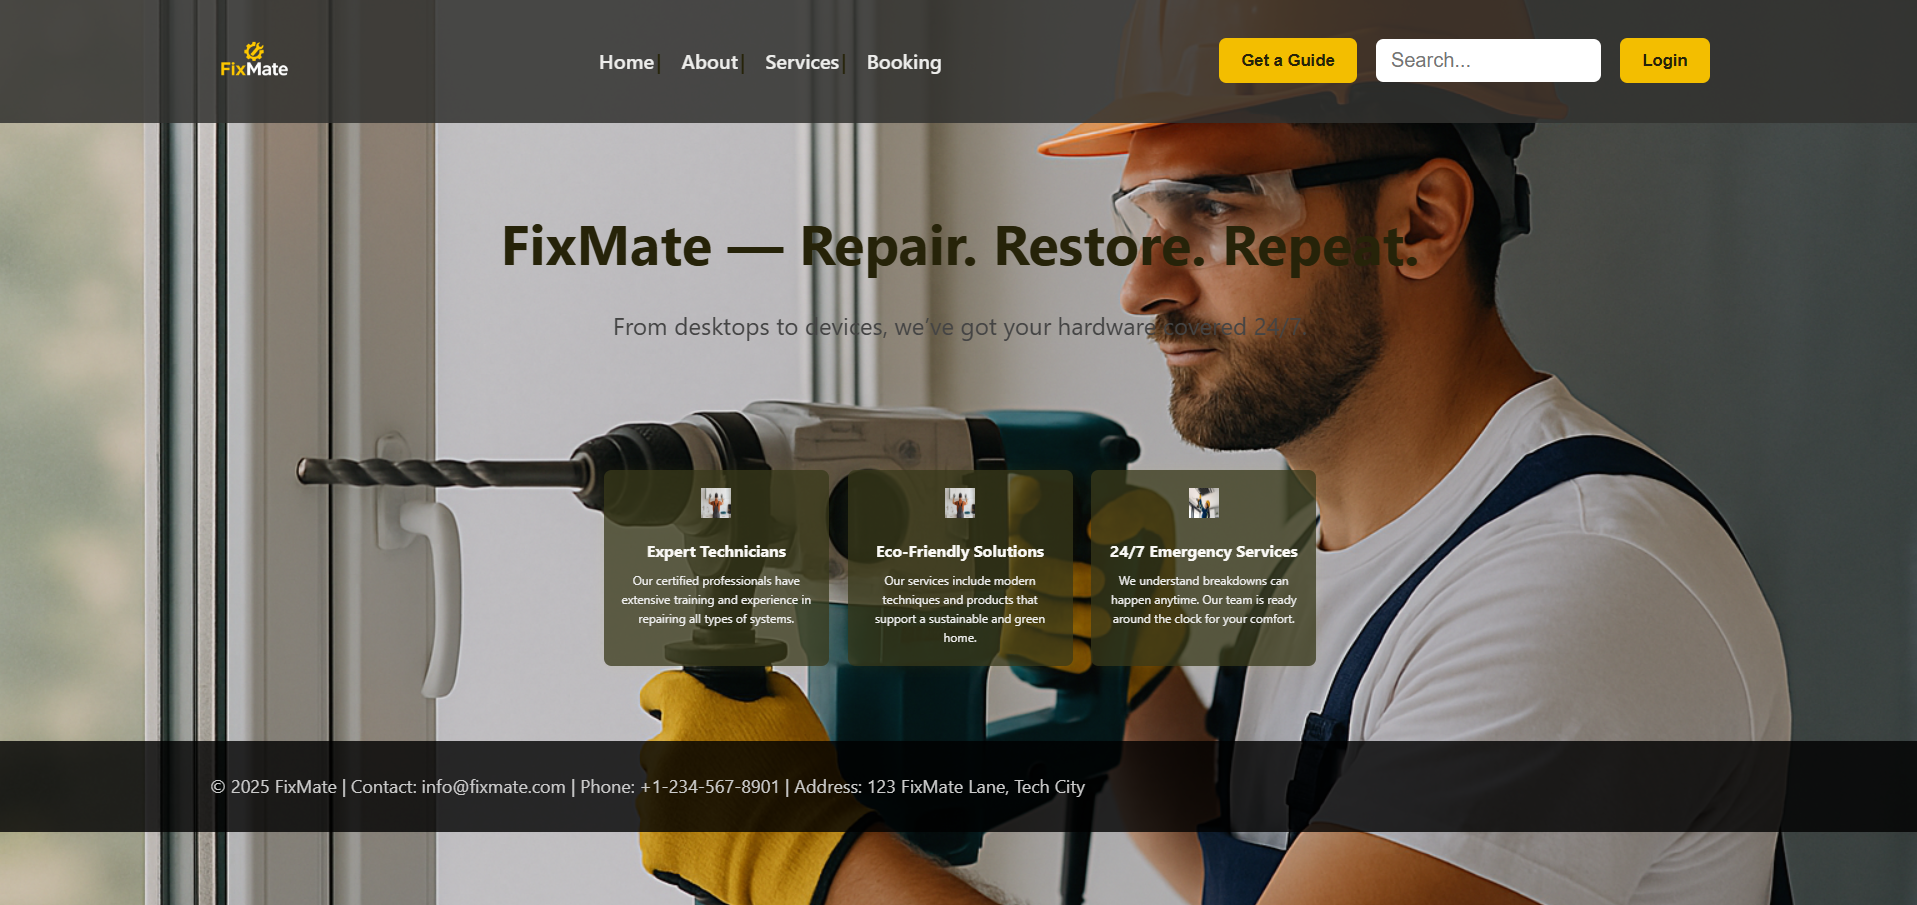 FixMate
Home | About | Services | Booking
Get a Guide
Search...
Login
FixMate — Repair. Restore. Repeat.
From desktops to devices, we've got your hardware covered 24/7.
Expert Technicians
Our certified professionals have
extensive training and experience in
repairing all types of systems.
Eco-Friendly Solutions
Our services include modern
techniques and products that
support a sustainable and green
home.
24/7 Emergency Services
We understand breakdowns can
happen anytime. Our team is ready
around the clock for your comfort.
© 2025 FixMate | Contact: info@fixmate.com | Phone: +1-234-567-8901 | Address: 123 FixMate Lane, Tech City